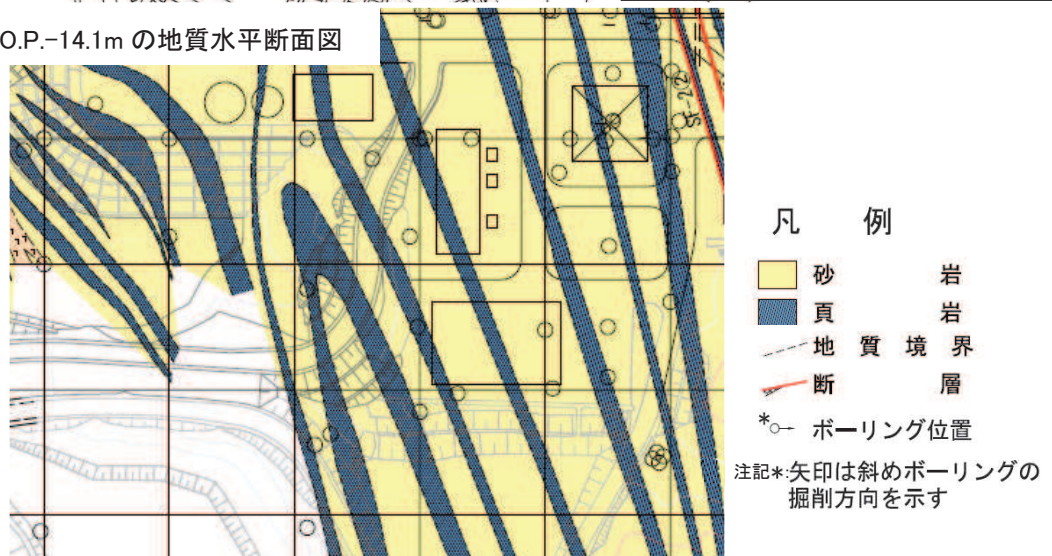 O.P.-14.1m の地質水平断面図
SF-22
凡 例
砂 岩
頁 岩
地 質 境 界
断 層
*○→ ボーリング位置
注記*:矢印は斜めボーリングの
掘削方向を示す